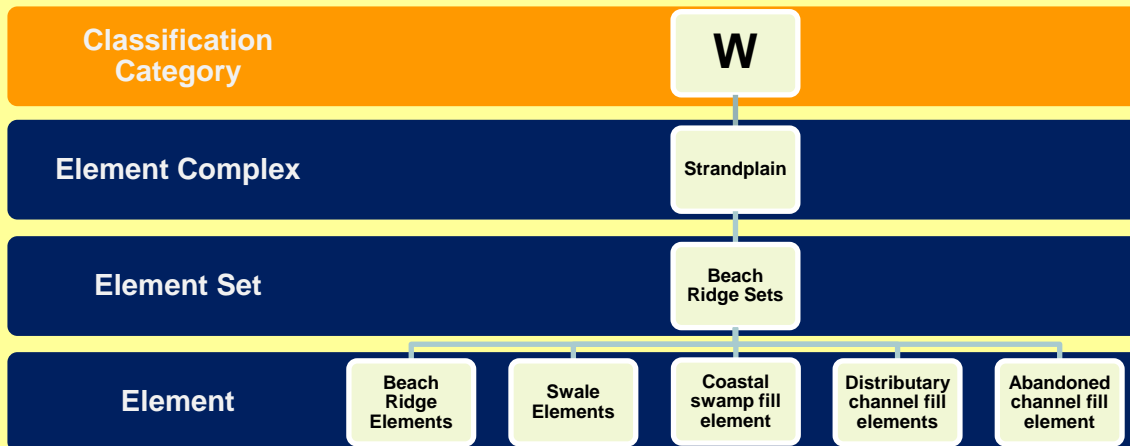 Classification
Category
W
Element Complex
Strandplain
Element Set
Beach
Ridge Sets
Element
Beach
Ridge
Elements
Swale
Elements
Coastal
swamp fill
element
Distributary
channel fill
elements
Abandoned
channel fill
element